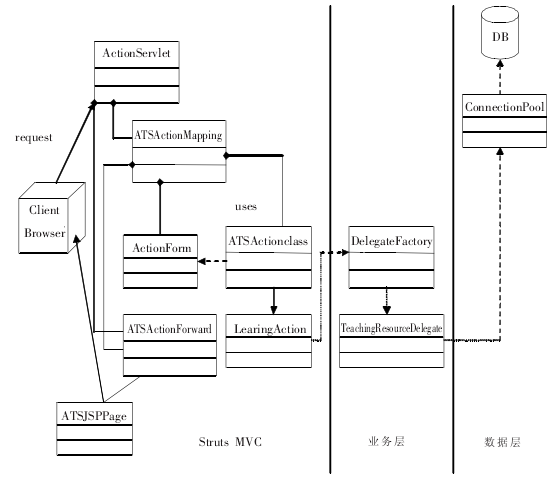 DB
ActionServlet
ConnectionPool
request
ATSActionMapping
Client
Browser
uses
ActionForm
ATSActionclass
DelegateFactory
ATSActionForward
LearingAction
TeachingResourceDelegate
ATSJSPPage
Struts MVC
业务层
数据层